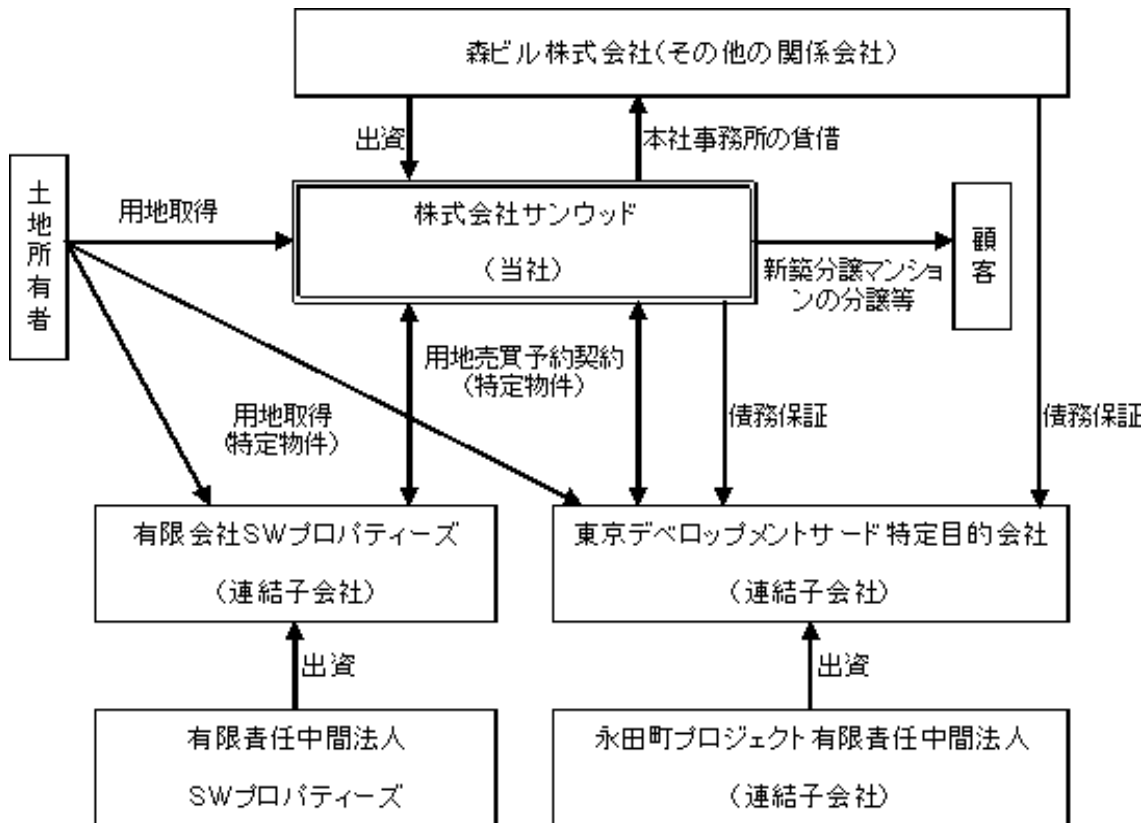 森ビル株式会社(その他の関係会社)
出資
本社事務所の賃借
土地所有者
用地取得
株式会社サンウッド
(当社)
新築分譲マンショ
ンの分譲等
顧客
用地売買予約契約
(特定物件)
用地取得
(特定物件)
債務保証
債務保証
有限会社SWプロパティーズ
(連結子会社)
東京デベロップメントサード特定目的会社
(連結子会社)
出資
出資
有限責任中間法人
SWプロパティーズ
永田町プロジェクト有限責任中間法人
(連結子会社)